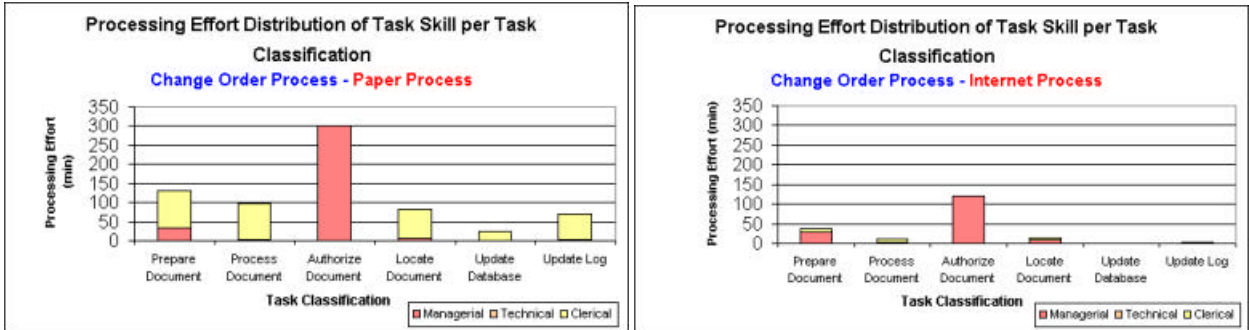 Processing Effort Distribution of Task Skill per Task
Classification
Change Order Process - Paper Process
Processing Effort
(min)
350
300
250
200
150
100
50
0
Prepare Document
Process Document
Authorize Document
Locate Document
Update Database
Update Log
Task Classification
Managerial Technical Clerical
Processing Effort Distribution of Task Skill per Task
Classification
Change Order Process - Internet Process
Processing Effort (min)
350
300
250
200
150
100
50
0
Prepare Document
Process Document
Authorize Document
Locate Document
Update Database
Update Log
Task Classification
Managerial Technical Clerical